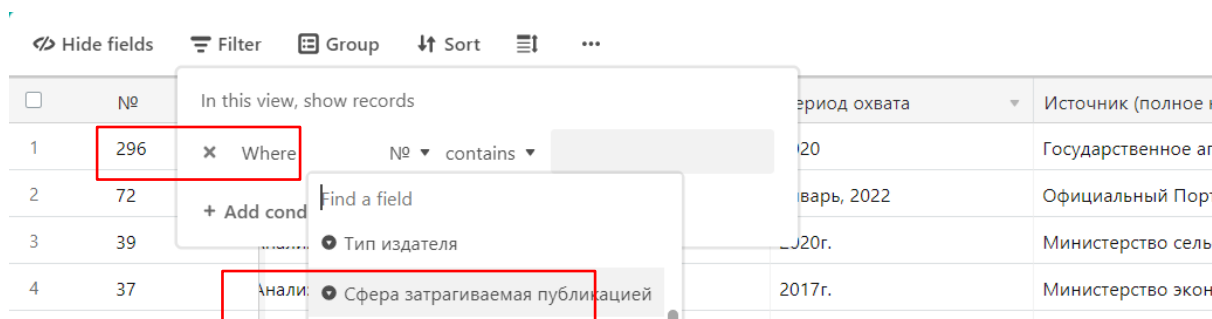 Hide fields Filter Group Sort ...
№ In this view, show records ериод охвата Источник (полное
1 296 × Where № contains 020 Государственное аг
2 72 + Add cond Find a field варь, 2022 Официальный Порт
3 39 Тип издателя 2020г. Министерство сель
4 37 Анали Сфера затрагиваемая публикацией 2017г. Министерство экон